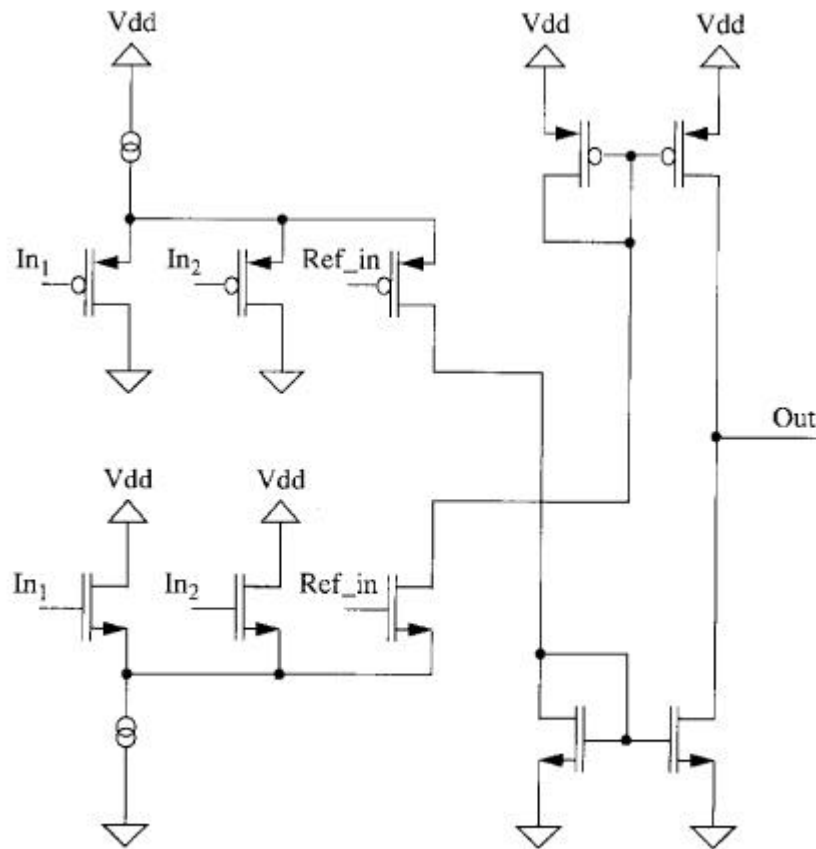 Vdd
Vdd
Vdd
In₁
In₂
Ref_in
Out
Vdd
Vdd
In₁
In₂
Ref_in